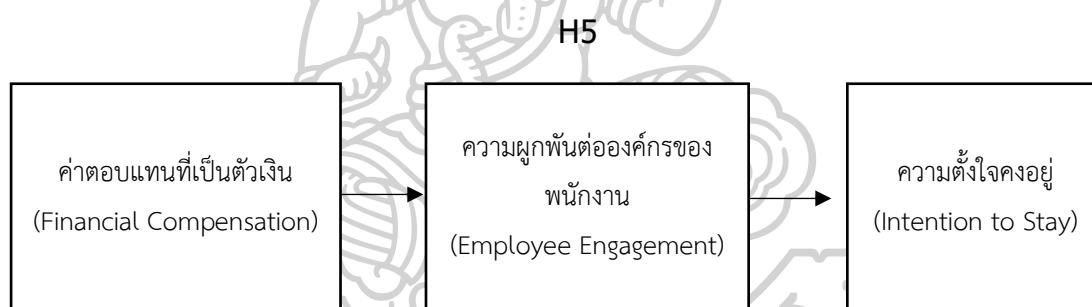 H5
ค่าตอบแทนที่เป็นตัวเงิน
(Financial Compensation)
ความผูกพันต่อองค์กรของ
พนักงาน
(Employee Engagement)
ความตั้งใจคงอยู่
(Intention to Stay)